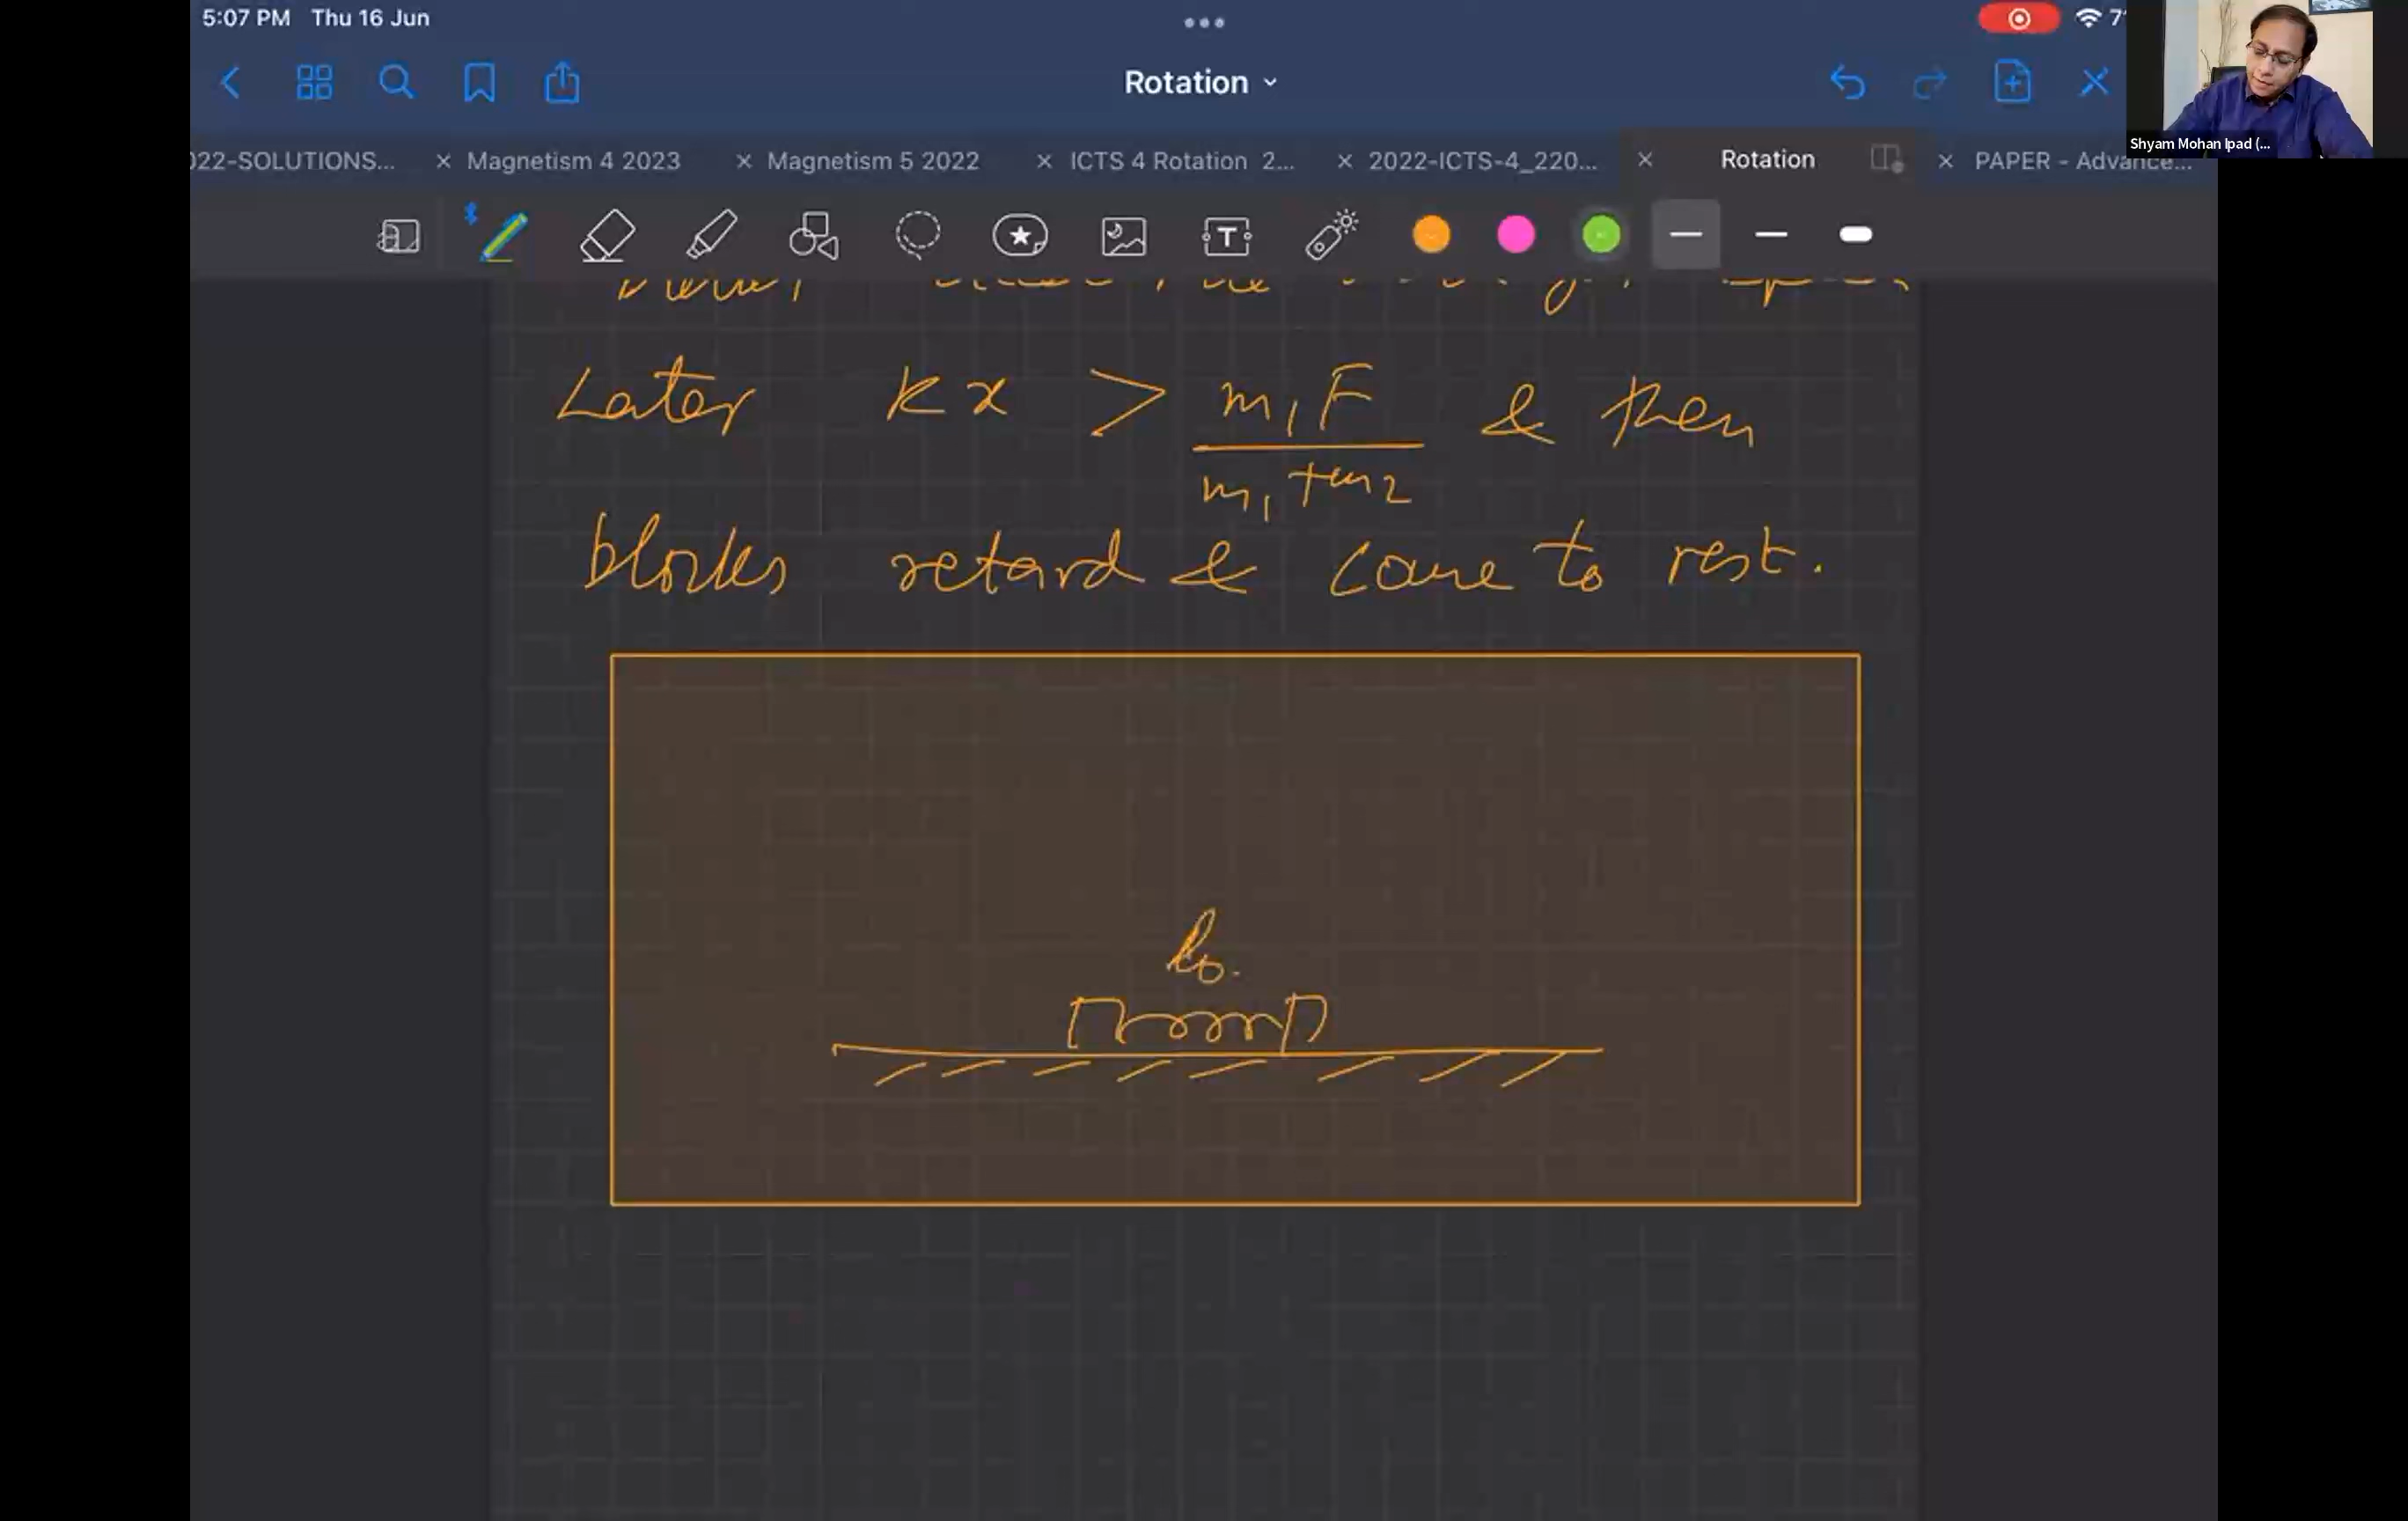 5:07 PM Thu 16 Jun
Rotation
022-SOLUTIONS...
Magnetism 4 2023
Magnetism 5 2022
ICTS 4 Rotation 2...
2022-ICTS-4_220...
Rotation
PAPER - Advance...
Shyam Mohan Ipad (...
Later kx > m₁F / m₁+m₂ & then
blocks retard & come to rest.
l₀.